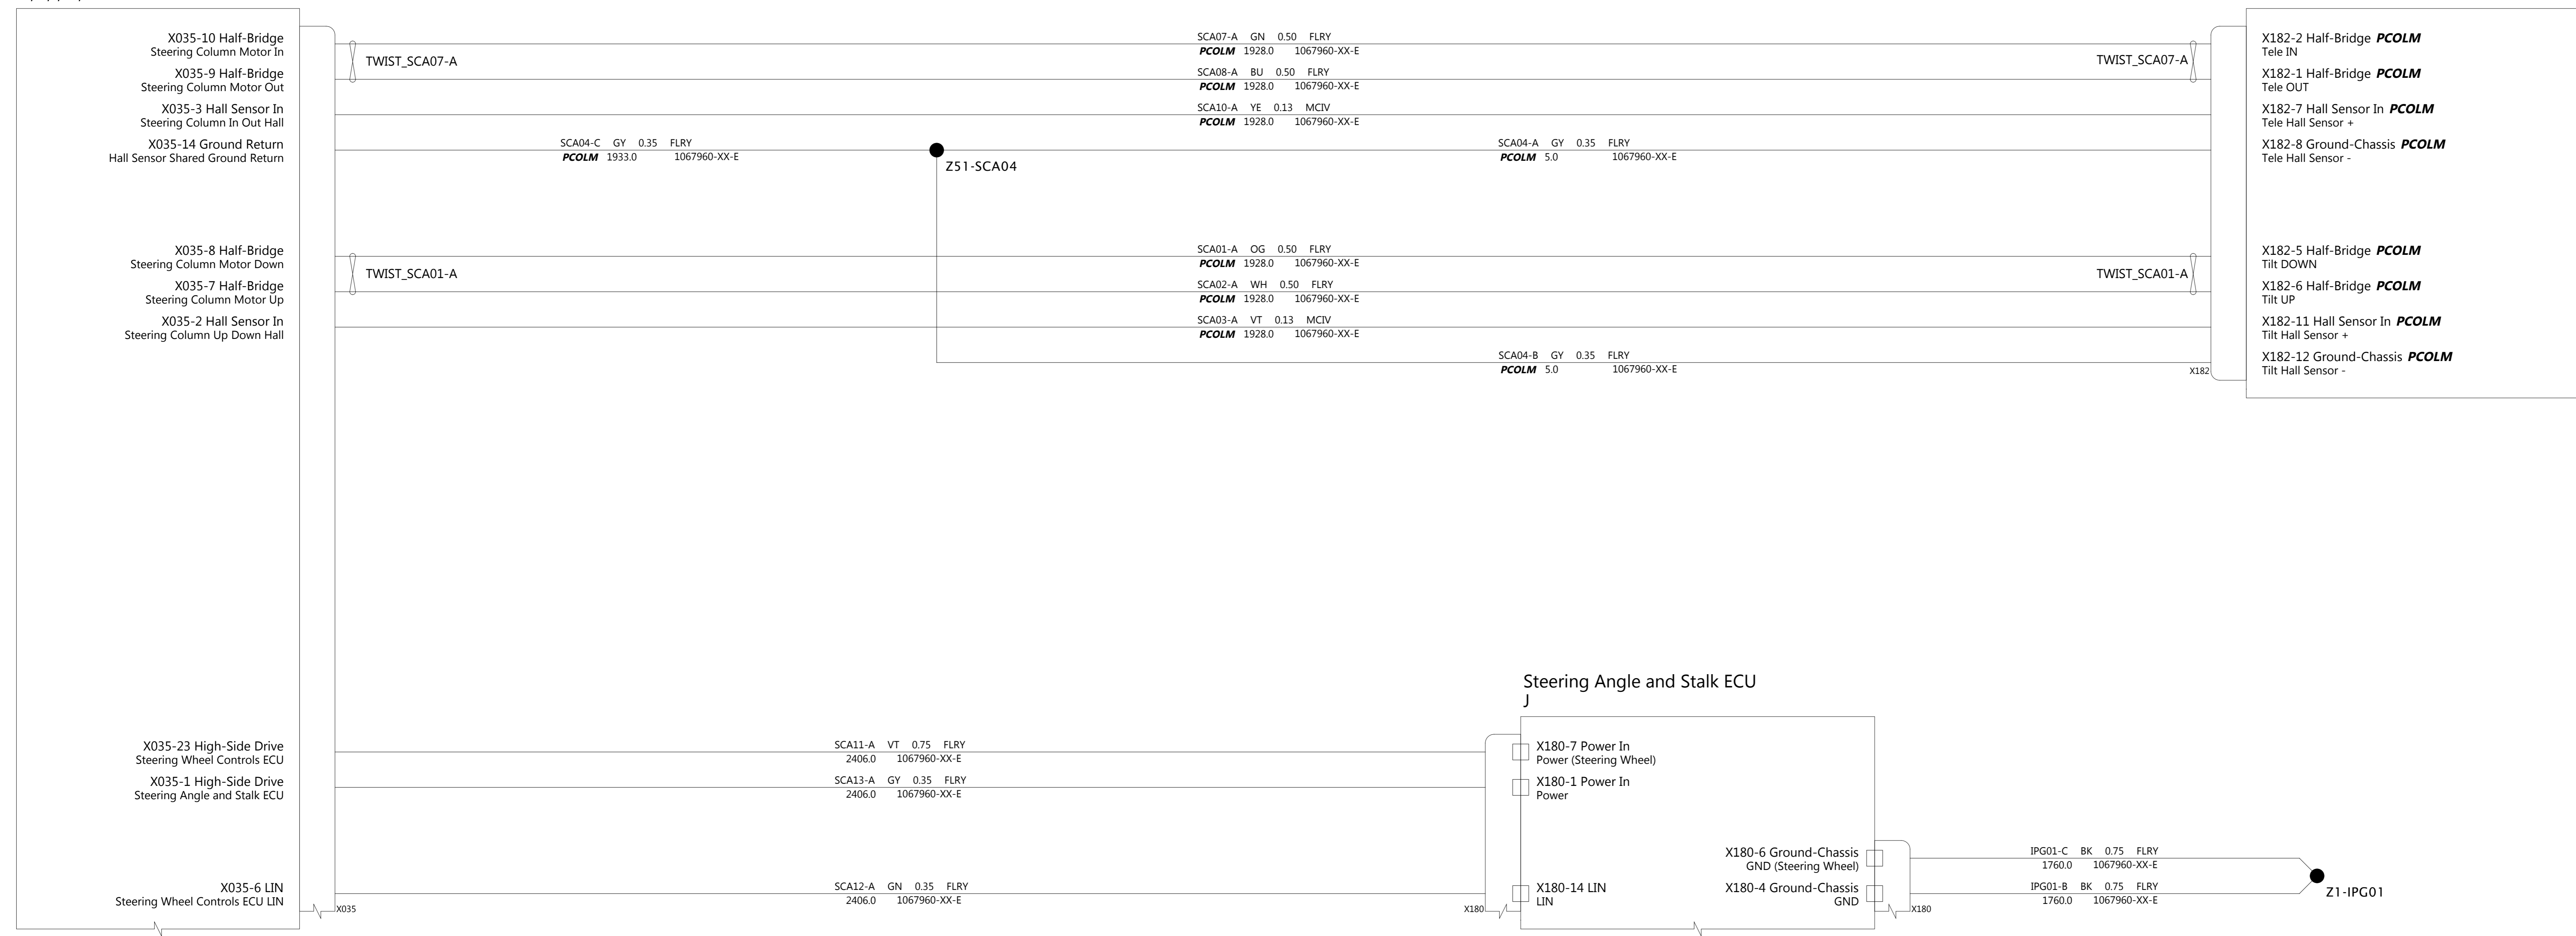 X035-10 Half-Bridge
Steering Column Motor In
X035-9 Half-Bridge
Steering Column Motor Out
X035-3 Hall Sensor In
Steering Column In Out Hall
X035-14 Ground Return
Hall Sensor Shared Ground Return
X035-8 Half-Bridge
Steering Column Motor Down
X035-7 Half-Bridge
Steering Column Motor Up
X035-2 Hall Sensor In
Steering Column Up Down Hall
X035-23 High-Side Drive
Steering Wheel Controls ECU
X035-1 High-Side Drive
Steering Angle and Stalk ECU
X035-6 LIN
Steering Wheel Controls ECU LIN
X035
TWIST_SCA07-A
TWIST_SCA01-A
SCA04-C GY 0.35 FLRY
PCOLM 1933.0 1067960-XX-E
Z51-SCA04
SCA07-A GN 0.50 FLRY
PCOLM 1928.0 1067960-XX-E
SCA08-A BU 0.50 FLRY
PCOLM 1928.0 1067960-XX-E
SCA10-A YE 0.13 MCIV
PCOLM 1928.0 1067960-XX-E
SCA04-A GY 0.35 FLRY
PCOLM 5.0 1067960-XX-E
SCA01-A OG 0.50 FLRY
PCOLM 1928.0 1067960-XX-E
SCA02-A WH 0.50 FLRY
PCOLM 1928.0 1067960-XX-E
SCA03-A VT 0.13 MCIV
PCOLM 1928.0 1067960-XX-E
SCA04-B GY 0.35 FLRY
PCOLM 5.0 1067960-XX-E
TWIST_SCA07-A
TWIST_SCA01-A
X182
X182-2 Half-Bridge PCOLM
Tele IN
X182-1 Half-Bridge PCOLM
Tele OUT
X182-7 Hall Sensor In PCOLM
Tele Hall Sensor +
X182-8 Ground-Chassis PCOLM
Tele Hall Sensor -
X182-5 Half-Bridge PCOLM
Tilt DOWN
X182-6 Half-Bridge PCOLM
Tilt UP
X182-11 Hall Sensor In PCOLM
Tilt Hall Sensor +
X182-12 Ground-Chassis PCOLM
Tilt Hall Sensor -
SCA11-A VT 0.75 FLRY
2406.0 1067960-XX-E
SCA13-A GY 0.35 FLRY
2406.0 1067960-XX-E
SCA12-A GN 0.35 FLRY
2406.0 1067960-XX-E
Steering Angle and Stalk ECU
J
X180-7 Power In
Power (Steering Wheel)
X180-1 Power In
Power
X180-14 LIN
LIN
X180
X180-6 Ground-Chassis
GND (Steering Wheel)
X180-4 Ground-Chassis
GND
X180
IPG01-C BK 0.75 FLRY
1760.0 1067960-XX-E
IPG01-B BK 0.75 FLRY
1760.0 1067960-XX-E
Z1-IPG01